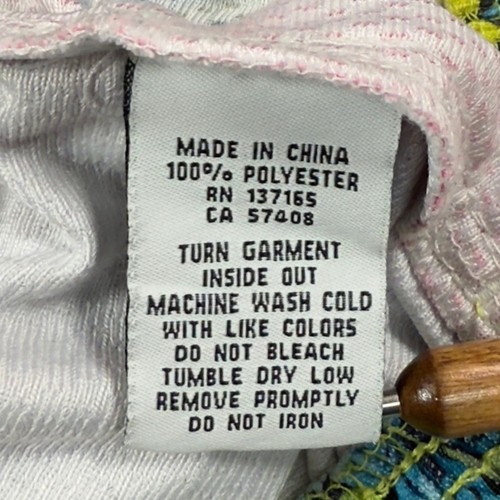 MADE IN CHINA
100% POLYESTER
RN 137165
CA 57408
TURN GARMENT
INSIDE OUT
MACHINE WASH COLD
WITH LIKE COLORS
DO NOT BLEACH
TUMBLE DRY LOW
REMOVE PROMPTLY
DO NOT IRON